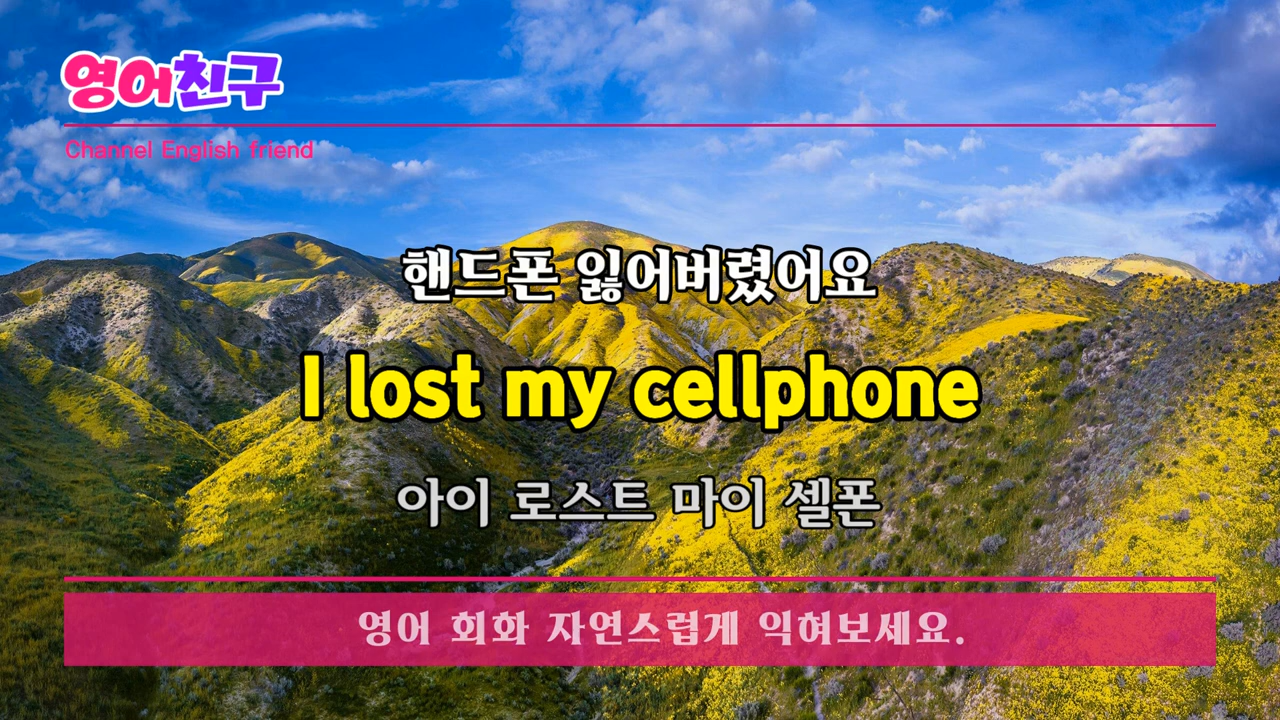 영어친구
Channel English friend
핸드폰 잃어버렸어요
I lost my cellphone
아이 로스트 마이 셀폰
영어 회화 자연스럽게 익혀보세요.